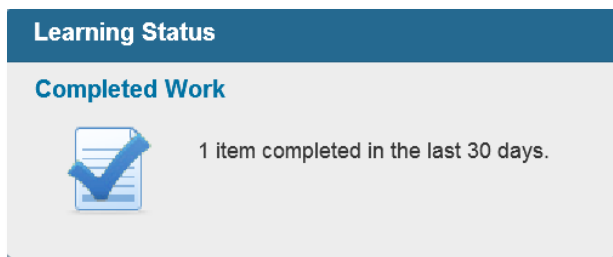 Learning Status
Completed Work
1 item completed in the last 30 days.